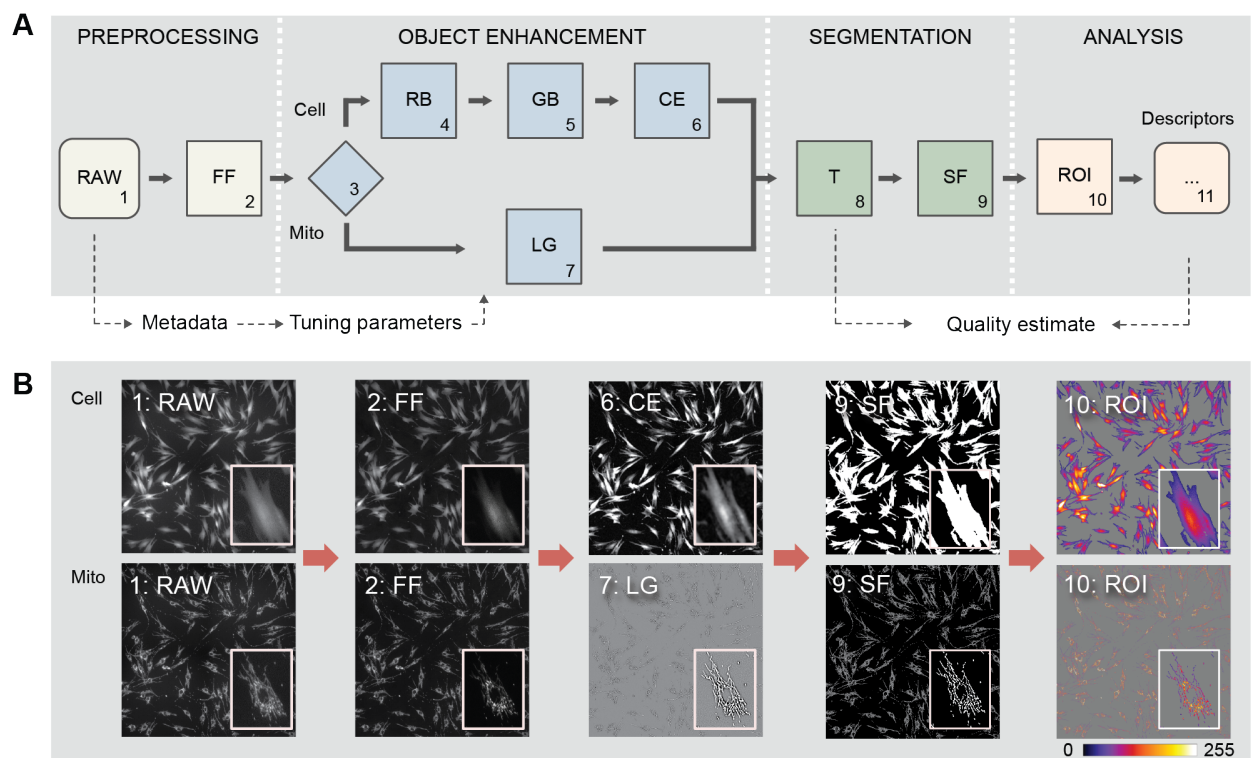 A
PREPROCESSING
OBJECT ENHANCEMENT
SEGMENTATION
ANALYSIS
Cell
RB
4
GB
5
CE
6
Descriptors
RAW
1
FF
2
3
T
8
SF
9
ROI
10
...
11
Mito
LG
7
Metadata
Tuning parameters
Quality estimate
B
Cell
1: RAW
2: FF
6: CE
9: SF
10: ROI
Mito
1: RAW
2: FF
7: LG
9: SF
10: ROI
0
255